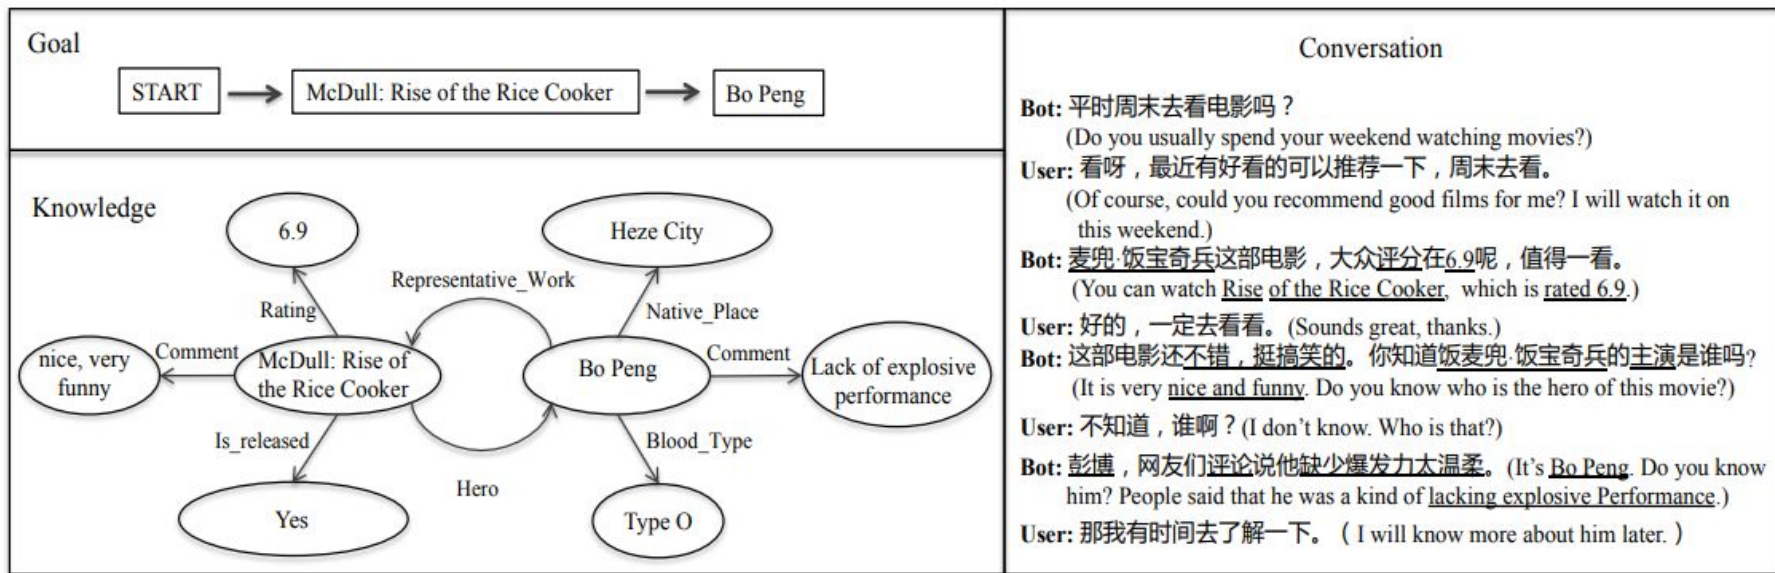 Goal
START
McDull: Rise of the Rice Cooker
Bo Peng
Knowledge
6.9
Heze City
Representative_Work
Rating
Native_Place
nice, very
funny
Comment
McDull: Rise of
the Rice Cooker
Bo Peng
Comment
Lack of explosive
performance
Is_released
Blood_Type
Hero
Yes
Type O
Conversation
Bot: 平时周末去看电影吗？
(Do you usually spend your weekend watching movies?)
User: 看呀，最近有好看的可以推荐一下，周末去看。
(Of course, could you recommend good films for me? I will watch it on
this weekend.)
Bot: 麦兜·饭宝奇兵这部电影，大众评分在6.9呢，值得一看。
(You can watch Rise of the Rice Cooker, which is rated 6.9.)
User: 好的，一定去看看。(Sounds great, thanks.)
Bot: 这部电影还不错，挺搞笑的。你知道饭麦兜·饭宝奇兵的主演是谁吗?
(It is very nice and funny. Do you know who is the hero of this movie?)
User: 不知道，谁啊？(I don't know. Who is that?)
Bot: 彭博，网友们评论说他缺少爆发力太温柔。(It's Bo Peng. Do you know
him? People said that he was a kind of lacking explosive Performance.)
User: 那我有时间去了解一下。（ I will know more about him later. ）